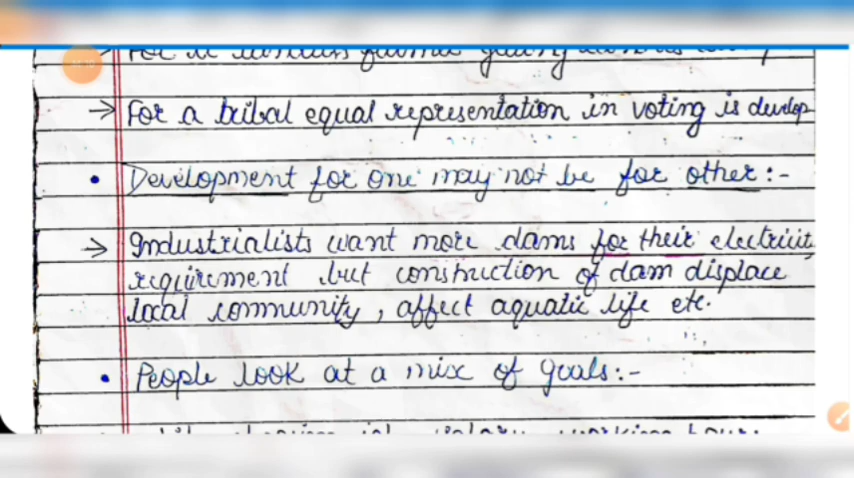 → For a tribal equal representation in voting is develop
• Development for one may not be for other :-
→ Industrialists want more dams for their electricit
requirement but construction of dam displace
local community, affect aquatic life etc.
• People look at a mix of goals :-